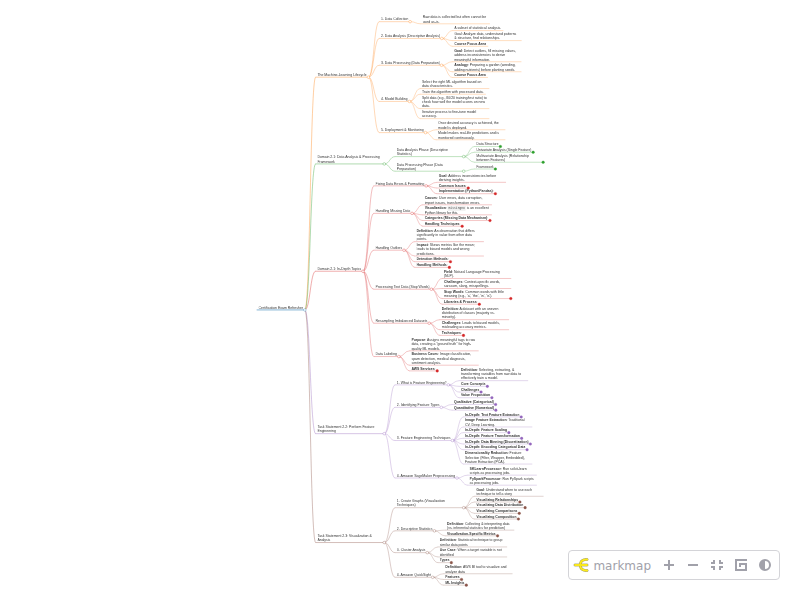 1. Data Collection
Raw data is collected but often cannot be
used as-is.
A subset of statistical analysis.
2. Data Analysis (Descriptive Analysis)
Goal: Analyze data, understand patterns
& structure, find relationships.
Course Focus Area
Goal: Detect outliers, fill missing values,
address inconsistencies to derive
meaningful information.
3. Data Processing (Data Preparation)
Analogy: Preparing a garden (weeding,
adding nutrients) before planting seeds.
Course Focus Area
The Machine Learning Lifecycle
Select the right ML algorithm based on
data characteristics.
Train the algorithm with processed data.
4. Model Building
Split data (e.g., 80/20 training/test ratio) to
check how well the model scores on new
data.
Iterative process to fine-tune model
accuracy.
Once desired accuracy is achieved, the
model is deployed.
5. Deployment & Monitoring
Model makes real-life predictions and is
monitored continuously.
Data Structure
Data Analysis Phase (Descriptive
Statistics)
Univariate Analysis (Single Feature)
Multivariate Analysis (Relationship
between Features)
Domain 2.1: Data Analysis & Processing
Framework
Data Processing Phase (Data
Preparation)
Framework
Goal: Address inconsistencies before
deriving insights.
Fixing Data Errors & Formatting
Common Issues
Implementation (Python/Pandas)
Causes: User errors, data corruption,
import issues, transformation errors.
Visualization: missingno is an excellent
Python library for this.
Handling Missing Data
Categories (Missing Data Mechanism)
Handling Techniques
Definition: An observation that differs
significantly in value from other data
points.
Handling Outliers
Impact: Skews metrics like the mean;
leads to biased models and wrong
predictions.
Detection Methods
Handling Methods
Domain 2.1: In-Depth Topics
Field: Natural Language Processing
(NLP).
Challenges: Context-specific words,
sarcasm, slang, misspellings.
Processing Text Data (Stop Words)
Stop Words: Common words with little
meaning (e.g., 'a,' 'the,' 'in,' 'is').
Libraries & Process
Definition: Dataset with an uneven
distribution of classes (majority vs.
minority).
Resampling Imbalanced Datasets
Challenges: Leads to biased models,
misleading accuracy metrics.
Techniques
Purpose: Assigns meaningful tags to raw
data, creating a "ground truth" for high-
quality ML models.
Data Labeling
Business Cases: Image classification,
spam detection, medical diagnosis,
sentiment analysis.
AWS Services
Certification Exam Behaviour
Definition: Selecting, extracting, &
transforming variables from raw data to
effectively train a model.
1. What is Feature Engineering?
Core Concepts
Challenges
Value Proposition
2. Identifying Feature Types
Qualitative (Categorical)
Quantitative (Numerical)
Task Statement 2.2: Perform Feature
Engineering
In-Depth: Text Feature Extraction
Image Feature Extraction: Traditional
CV, Deep Learning.
In-Depth: Feature Scaling
3. Feature Engineering Techniques
In-Depth: Feature Transformation
In-Depth: Data Binning (Discretization)
In-Depth: Encoding Categorical Data
Dimensionality Reduction: Feature
Selection (Filter, Wrapper, Embedded),
Feature Extraction (PCA).
4. Amazon SageMaker Preprocessing
SKLearnProcessor: Run scikit-learn
scripts as processing jobs.
PySparkProcessor: Run PySpark scripts
as processing jobs.
Goal: Understand when to use each
technique to tell a story.
1. Create Graphs (Visualization
Techniques)
Visualizing Relationships
Visualizing Data Distribution
Visualizing Comparisons
Visualizing Composition
2. Descriptive Statistics
Definition: Collecting & interpreting data
(vs. inferential statistics for prediction).
Visualization-Specific Metrics
Task Statement 2.3: Visualization &
Analysis
Definition: Statistical technique to group
similar data points.
3. Cluster Analysis
Use Case: When a target variable is not
identified.
Types
Definition: AWS BI tool for visualize and
analyze data.
4. Amazon QuickSight
Features
ML Insights
markmap